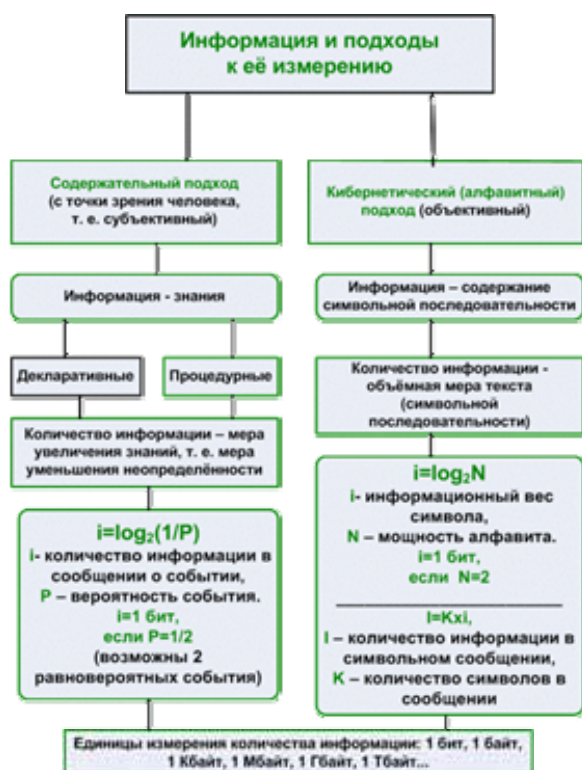 Информация и подходы
к её измерению
Содержательный подход
(с точки зрения человека,
т. е. субъективный)
Информация - знания
Декларативные
Процедурные
Количество информации – мера
увеличения знаний, т. е. мера
уменьшения неопределённости
i=log₂(1/P)
i- количество информации в
сообщении о событии,
P – вероятность события.
i=1 бит,
если P=1/2
(возможны 2
равновероятных события)
Кибернетический (алфавитный)
подход (объективный)
Информация – содержание
символьной последовательности
Количество информации -
объёмная мера текста
(символьной
последовательности)
i=log₂N
i- информационный вес
символа,
N – мощность алфавита.
i=1 бит,
если N=2
I=Kxi,
I – количество информации в
символьном сообщении,
K – количество символов в
сообщении
Единицы измерения количества информации: 1 бит, 1 байт,
1 Кбайт, 1 Мбайт, 1 Гбайт, 1 Тбайт...